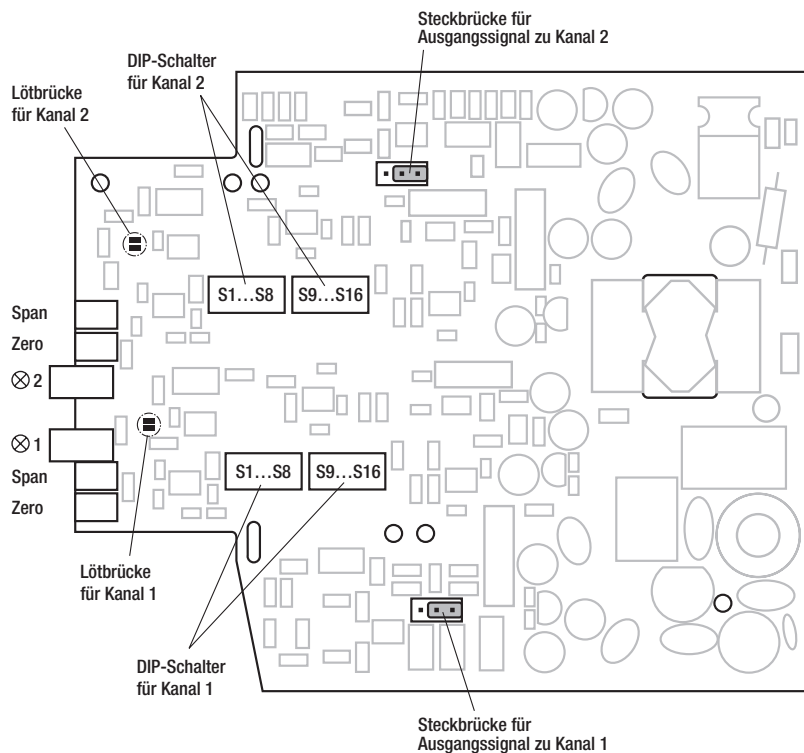 Steckbrücke für
Ausgangssignal zu Kanal 2
DIP-Schalter
für Kanal 2
Lötbrücke
für Kanal 2
S1...S8
S9...S16
Span
Zero
⊗ 2
⊗ 1
Span
Zero
S1...S8
S9...S16
Lötbrücke
für Kanal 1
DIP-Schalter
für Kanal 1
Steckbrücke für
Ausgangssignal zu Kanal 1